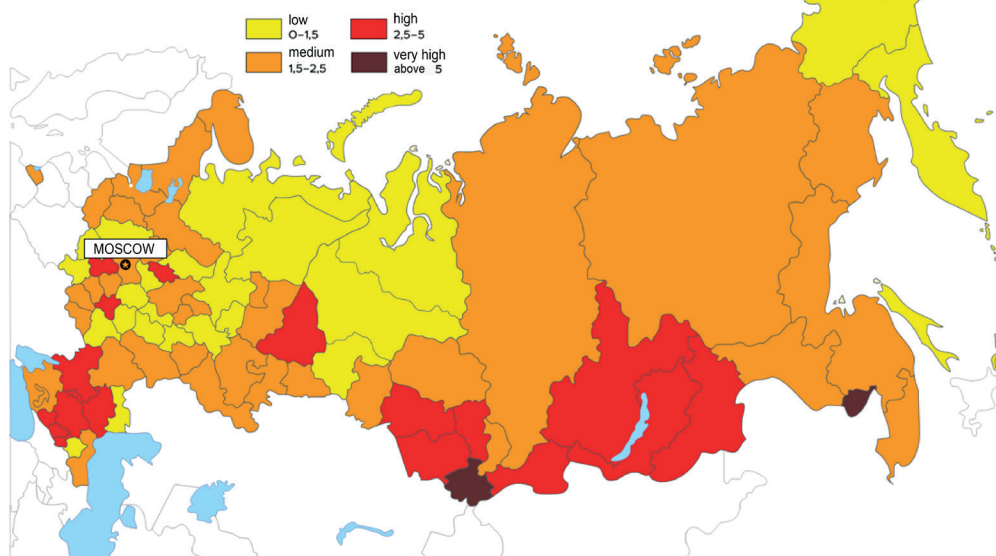 low
0–1,5
high
2,5–5
medium
1,5–2,5
very high
above 5
MOSCOW